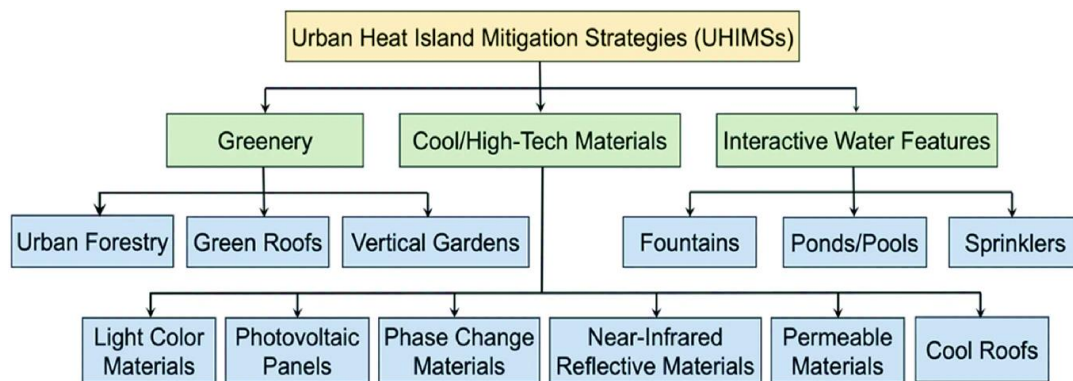 Urban Heat Island Mitigation Strategies (UHIMSs)
Greenery
Cool/High-Tech Materials
Interactive Water Features
Urban Forestry
Green Roofs
Vertical Gardens
Fountains
Ponds/Pools
Sprinklers
Light Color
Materials
Photovoltaic
Panels
Phase Change
Materials
Near-Infrared
Reflective Materials
Permeable
Materials
Cool Roofs